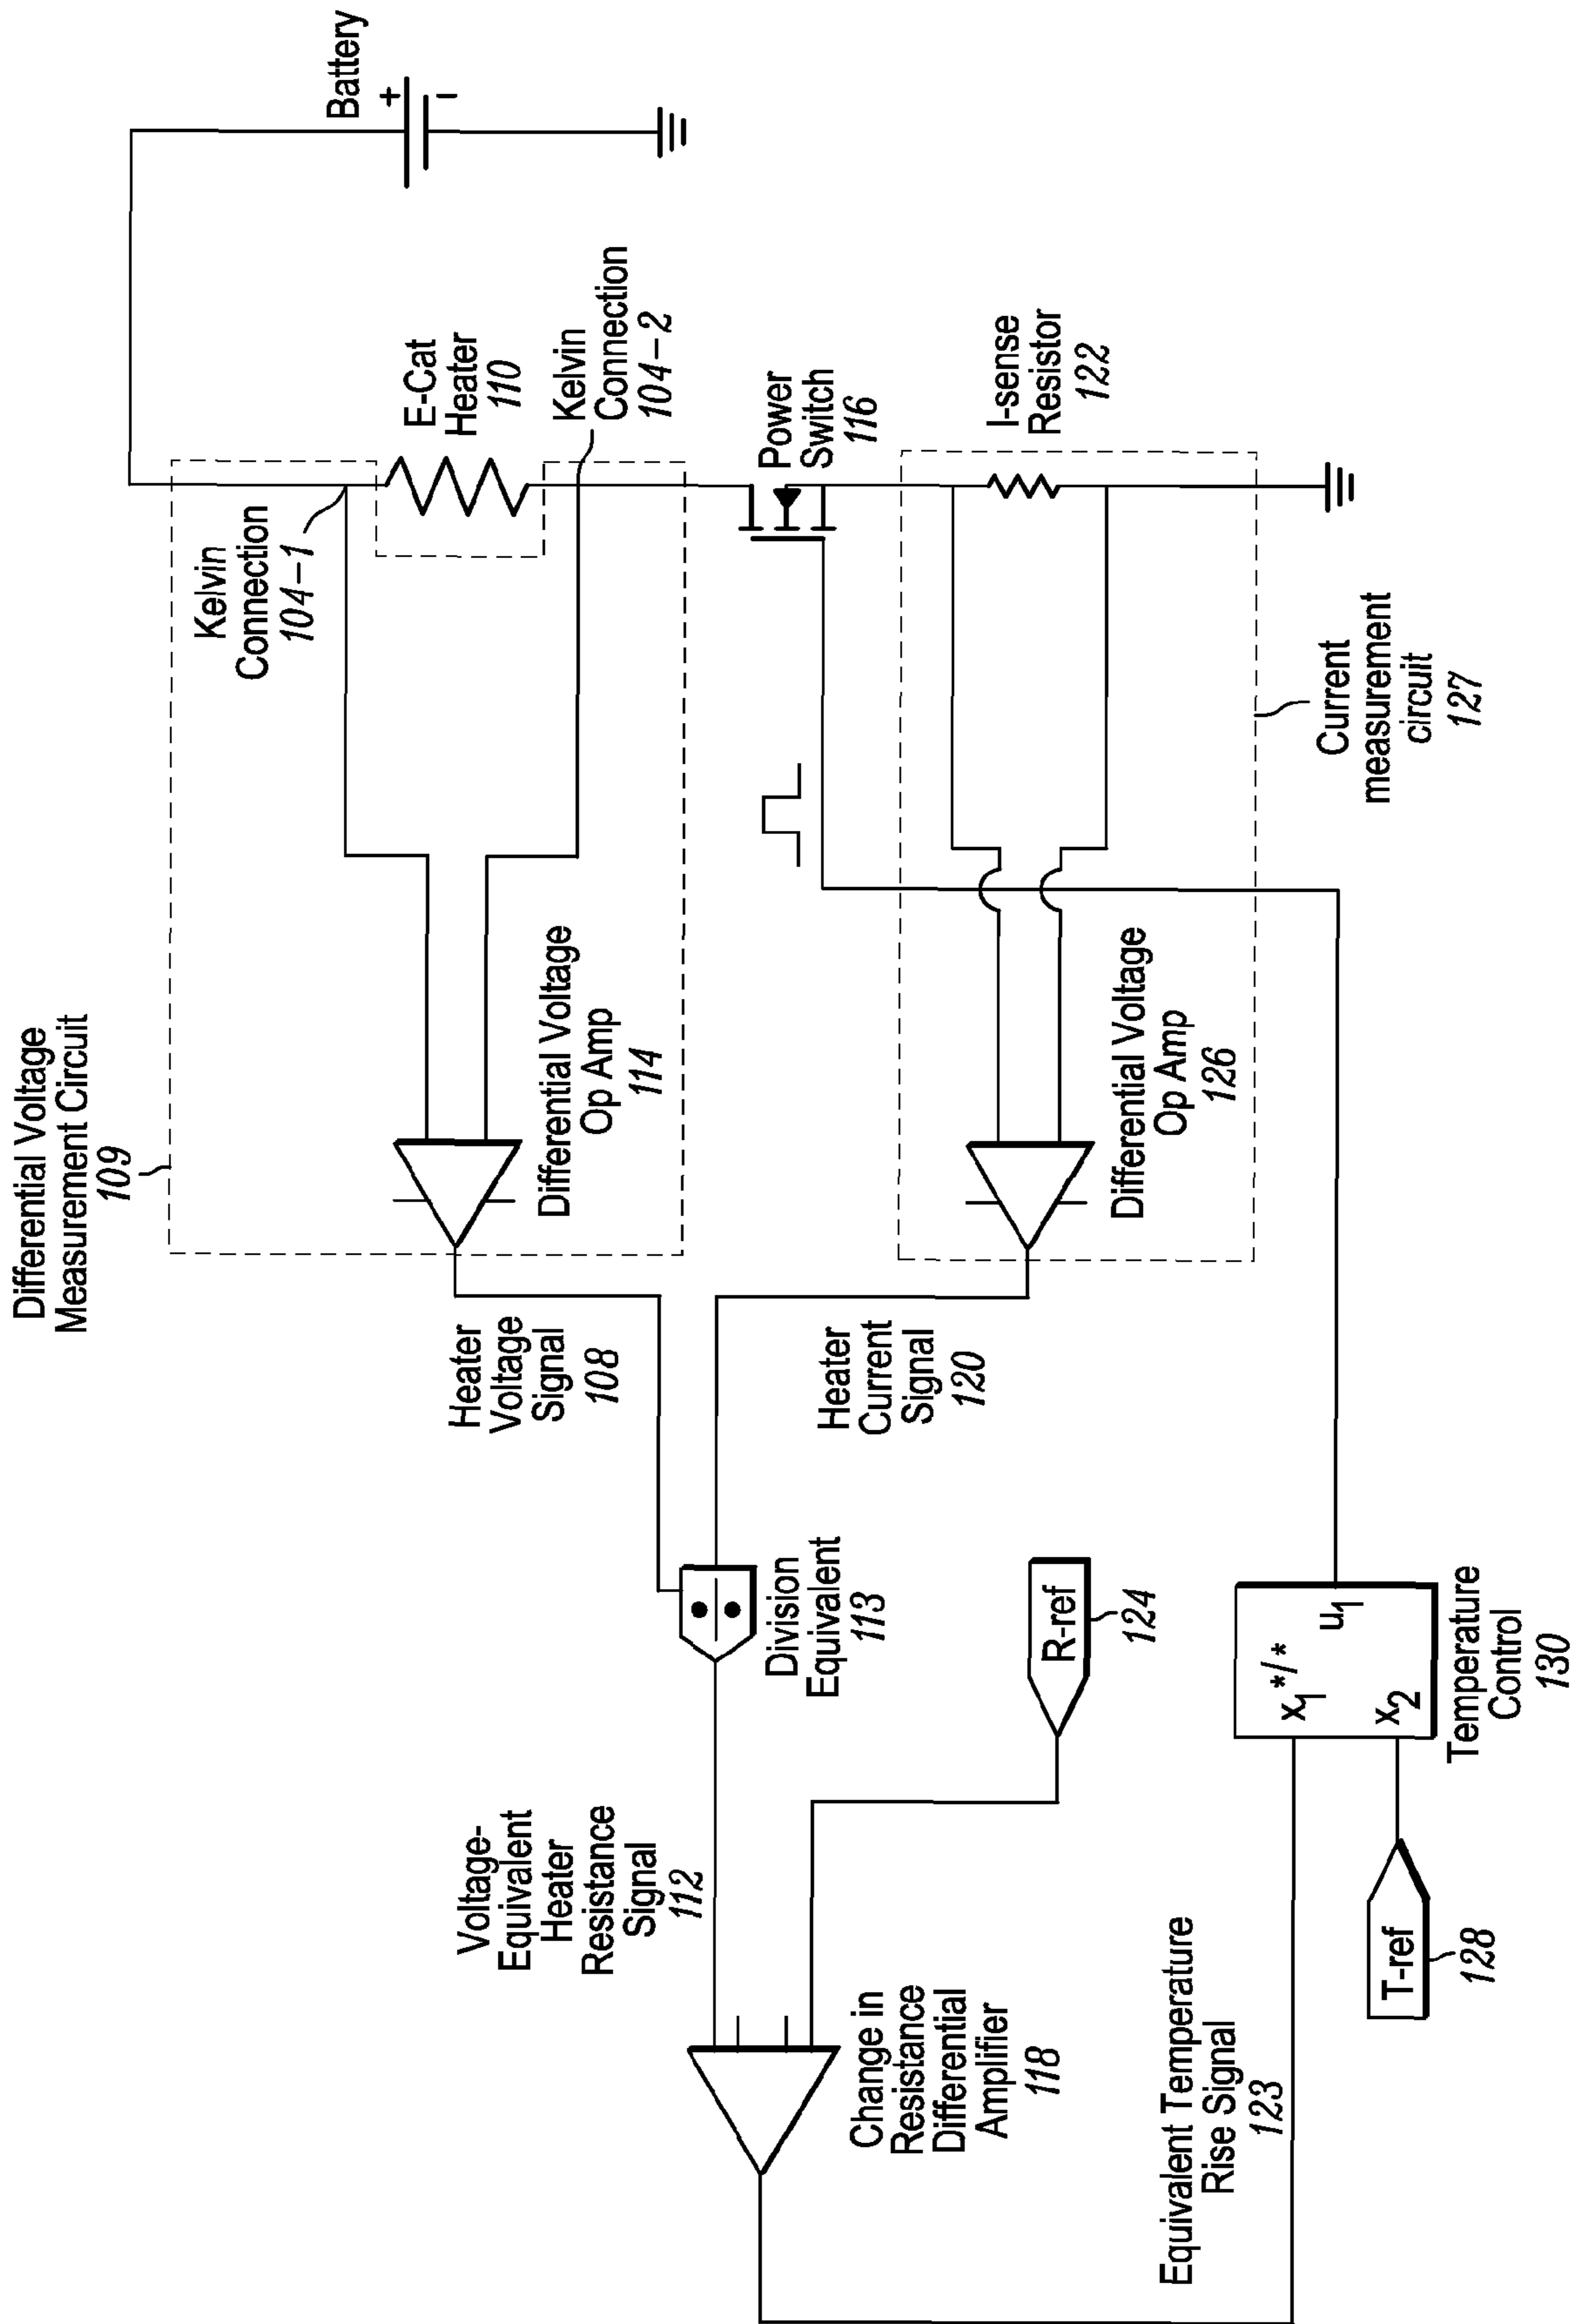 Differential Voltage
Measurement Circuit
109
Kelvin
Connection
104-1
E-Cat
Heater
110
Battery
+
−
Kelvin
Connection
104-2
Differential Voltage
Op Amp
114
Heater
Voltage
Signal
108
Power
Switch
116
I-sense
Resistor
122
Current
measurement
circuit
127
Differential Voltage
Op Amp
126
Heater
Current
Signal
120
Division
Equivalent
113
Voltage-
Equivalent
Heater
Resistance
Signal
112
R-ref
124
Change in
Resistance
Differential
Amplifier
118
Equivalent Temperature
Rise Signal
123
x1*/*
u1
x2
Temperature
Control
130
T-ref
128